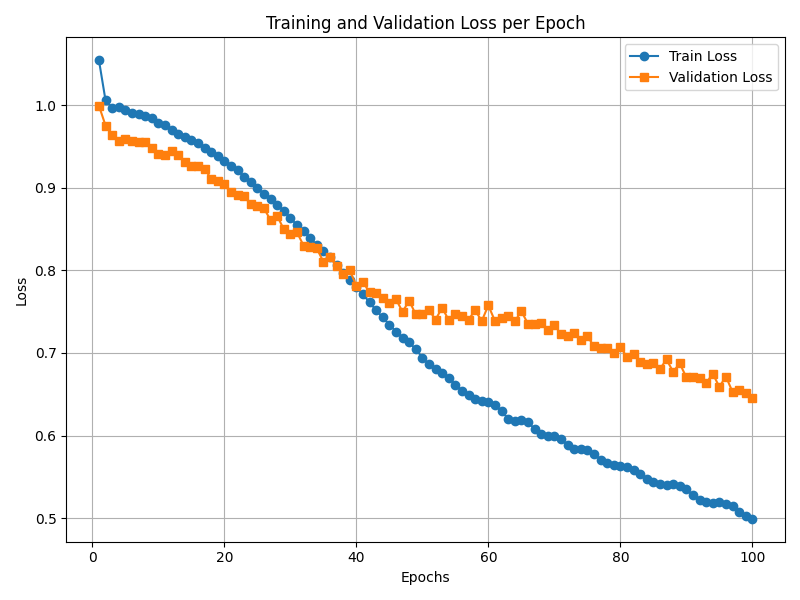 Training and Validation Loss per Epoch
Train Loss
Validation Loss
Loss
1.0
0.9
0.8
0.7
0.6
0.5
0 20 40 60 80 100
Epochs